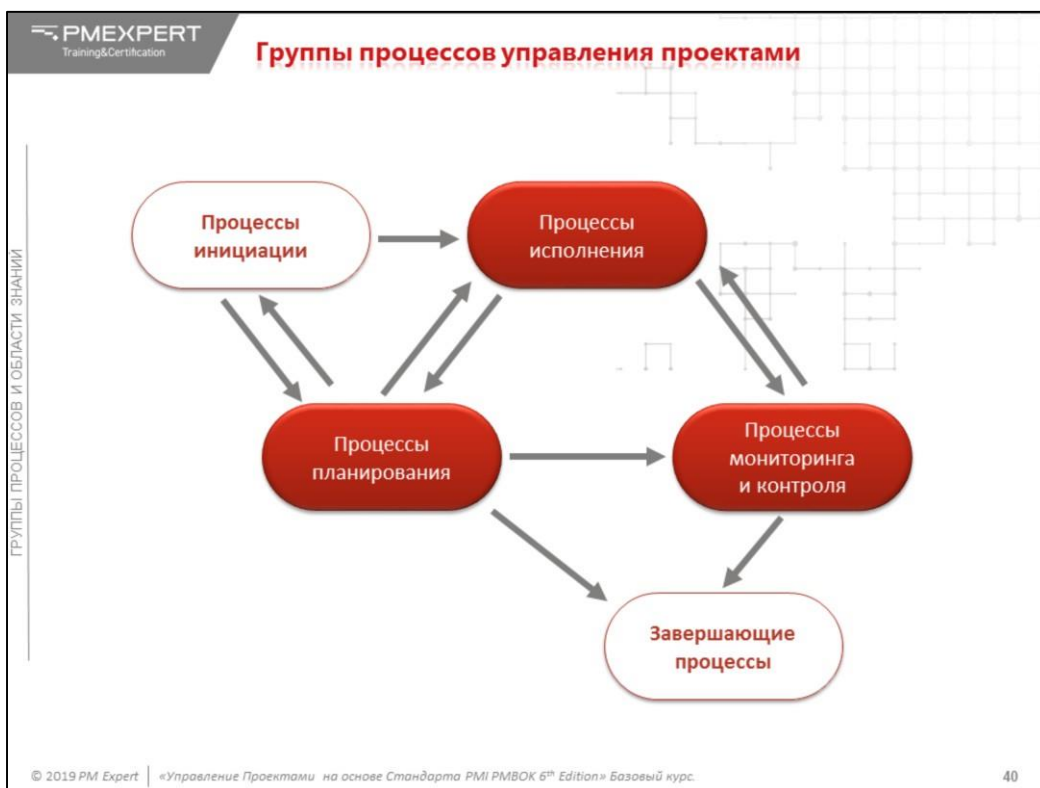 PMEXPERT
Training&Certification
Группы процессов управления проектами
ГРУППЫ ПРОЦЕССОВ И ОБЛАСТИ ЗНАНИЙ
Процессы
инициации
Процессы
исполнения
Процессы
планирования
Процессы
мониторинга
и контроля
Завершающие
процессы
© 2019 PM Expert | «Управление Проектами на основе Стандарта PMI PMBOK 6th Edition» Базовый курс. 40